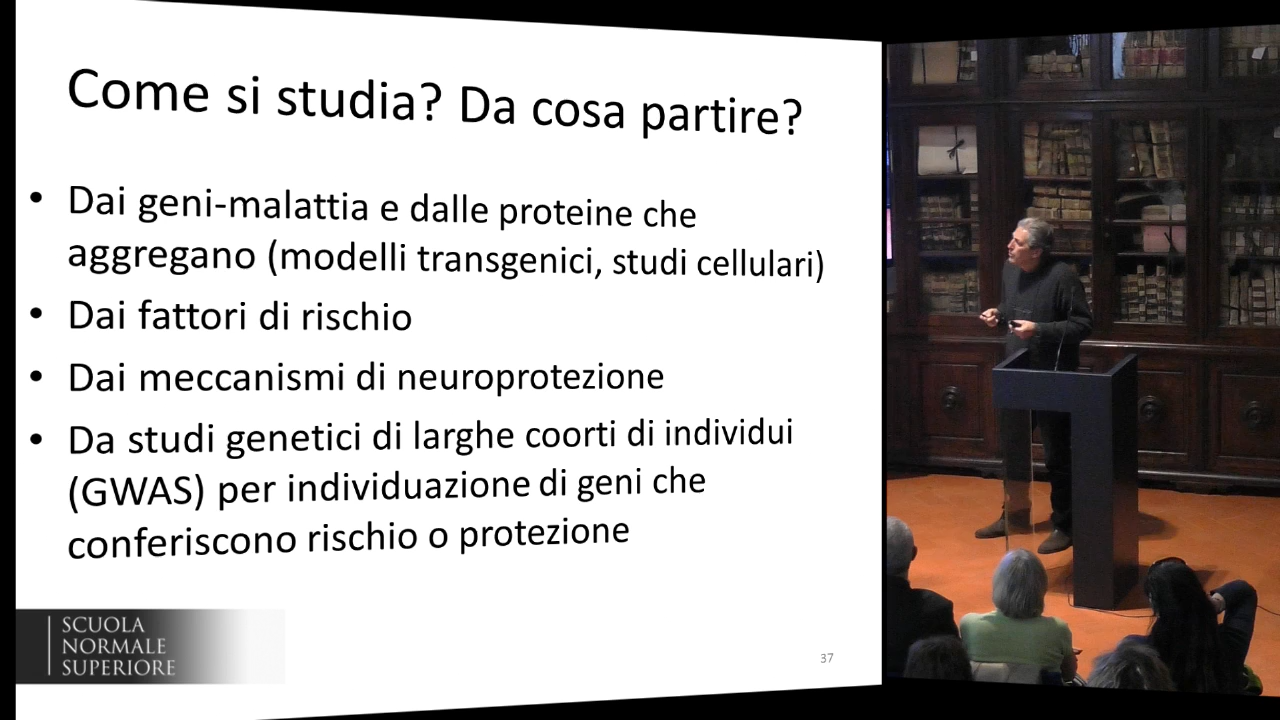 Come si studia? Da cosa partire?
• Dai geni-malattia e dalle proteine che
aggregano (modelli transgenici, studi cellulari)
• Dai fattori di rischio
• Dai meccanismi di neuroprotezione
• Da studi genetici di larghe coorti di individui
(GWAS) per individuazione di geni che
conferiscono rischio o protezione
SCUOLA
NORMALE
SUPERIORE
37